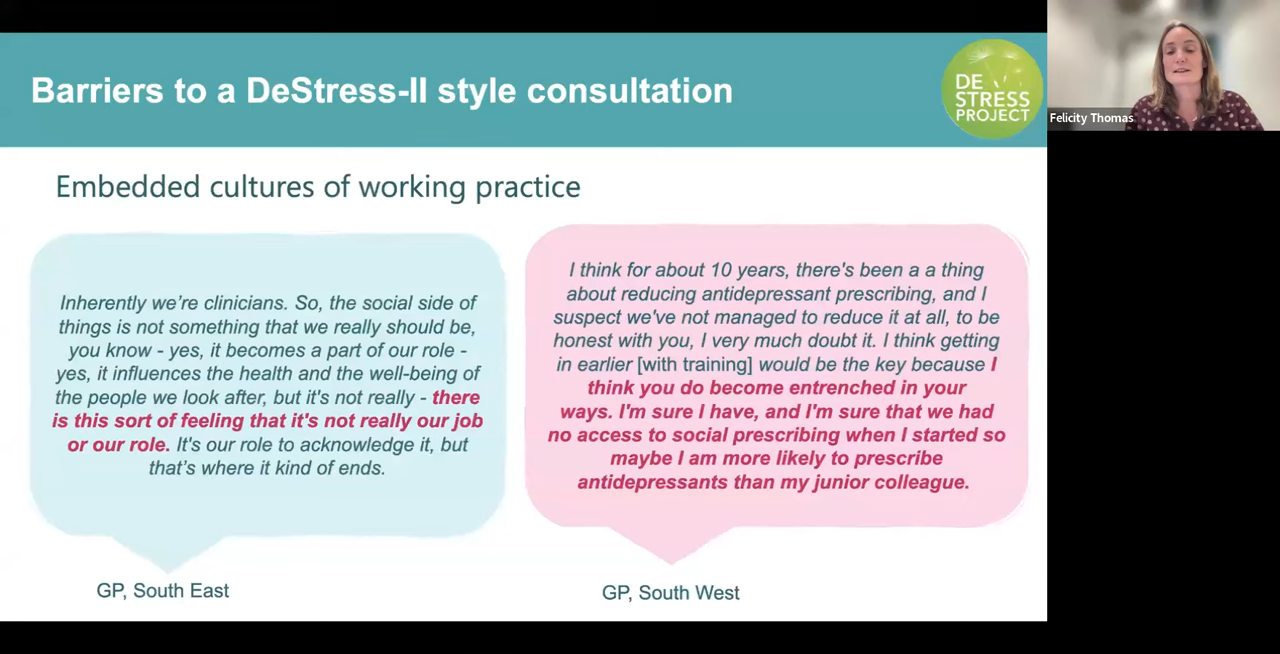 Barriers to a DeStress-II style consultation
DE
STRESS
PROJECT
Felicity Thomas
Embedded cultures of working practice
Inherently we're clinicians. So, the social side of
things is not something that we really should be,
you know - yes, it becomes a part of our role -
yes, it influences the health and the well-being of
the people we look after, but it's not really - there
is this sort of feeling that it's not really our job
or our role. It's our role to acknowledge it, but
that's where it kind of ends.
GP, South East
I think for about 10 years, there's been a a thing
about reducing antidepressant prescribing, and I
suspect we've not managed to reduce it at all, to be
honest with you, I very much doubt it. I think getting
in earlier [with training] would be the key because I
think you do become entrenched in your
ways. I'm sure I have, and I'm sure that we had
no access to social prescribing when I started so
maybe I am more likely to prescribe
antidepressants than my junior colleague.
GP, South West